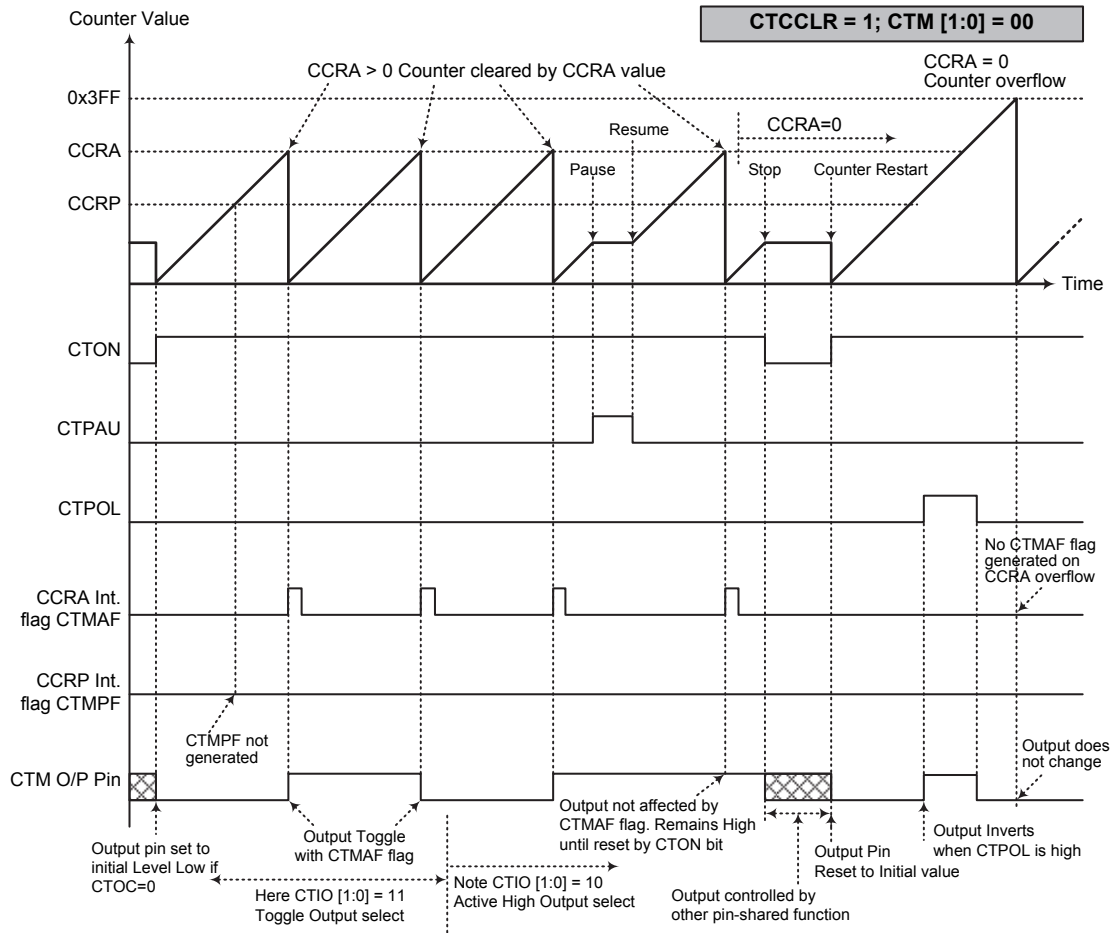 Counter Value
CTCCLR = 1; CTM [1:0] = 00
CCRA > 0 Counter cleared by CCRA value
CCRA = 0
Counter overflow
0x3FF
Resume
CCRA=0
CCRA
Pause
Stop
Counter Restart
CCRP
Time
CTON
CTPAU
CTPOL
No CTMAF flag
generated on
CCRA overflow
CCRA Int.
flag CTMAF
CCRP Int.
flag CTMPF
CTMPF not
generated
Output does
not change
CTM O/P Pin
Output pin set to
initial Level Low if
CTOC=0
Output Toggle
with CTMAF flag
Output not affected by
CTMAF flag. Remains High
until reset by CTON bit
Output Inverts
when CTPOL is high
Output Pin
Reset to Initial value
Here CTIO [1:0] = 11
Toggle Output select
Note CTIO [1:0] = 10
Active High Output select
Output controlled by
other pin-shared function